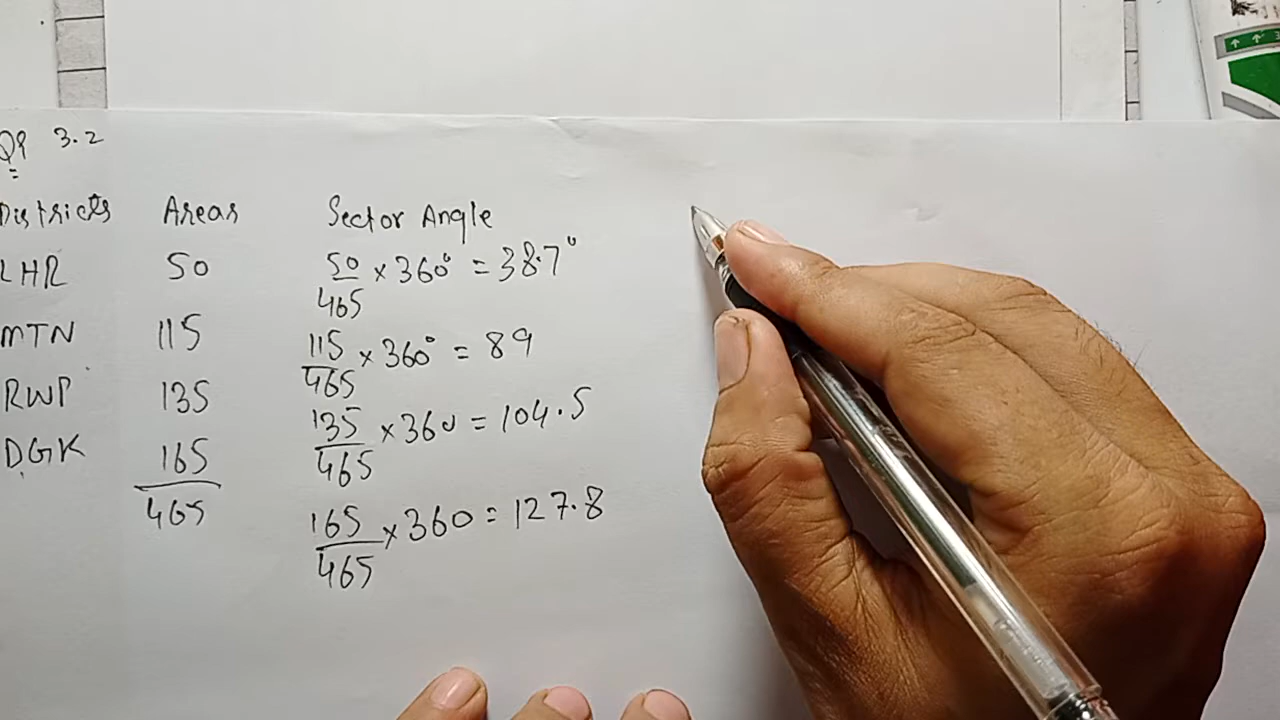 Q9 3.2
Districts Areas Sector Angle
LHR 50 50/465 × 360° = 38.7°
MTN 115 115/465 × 360° = 89
RWP 135 135/465 × 360 = 104.5
DGK 165 165/465 × 360 = 127.8
465